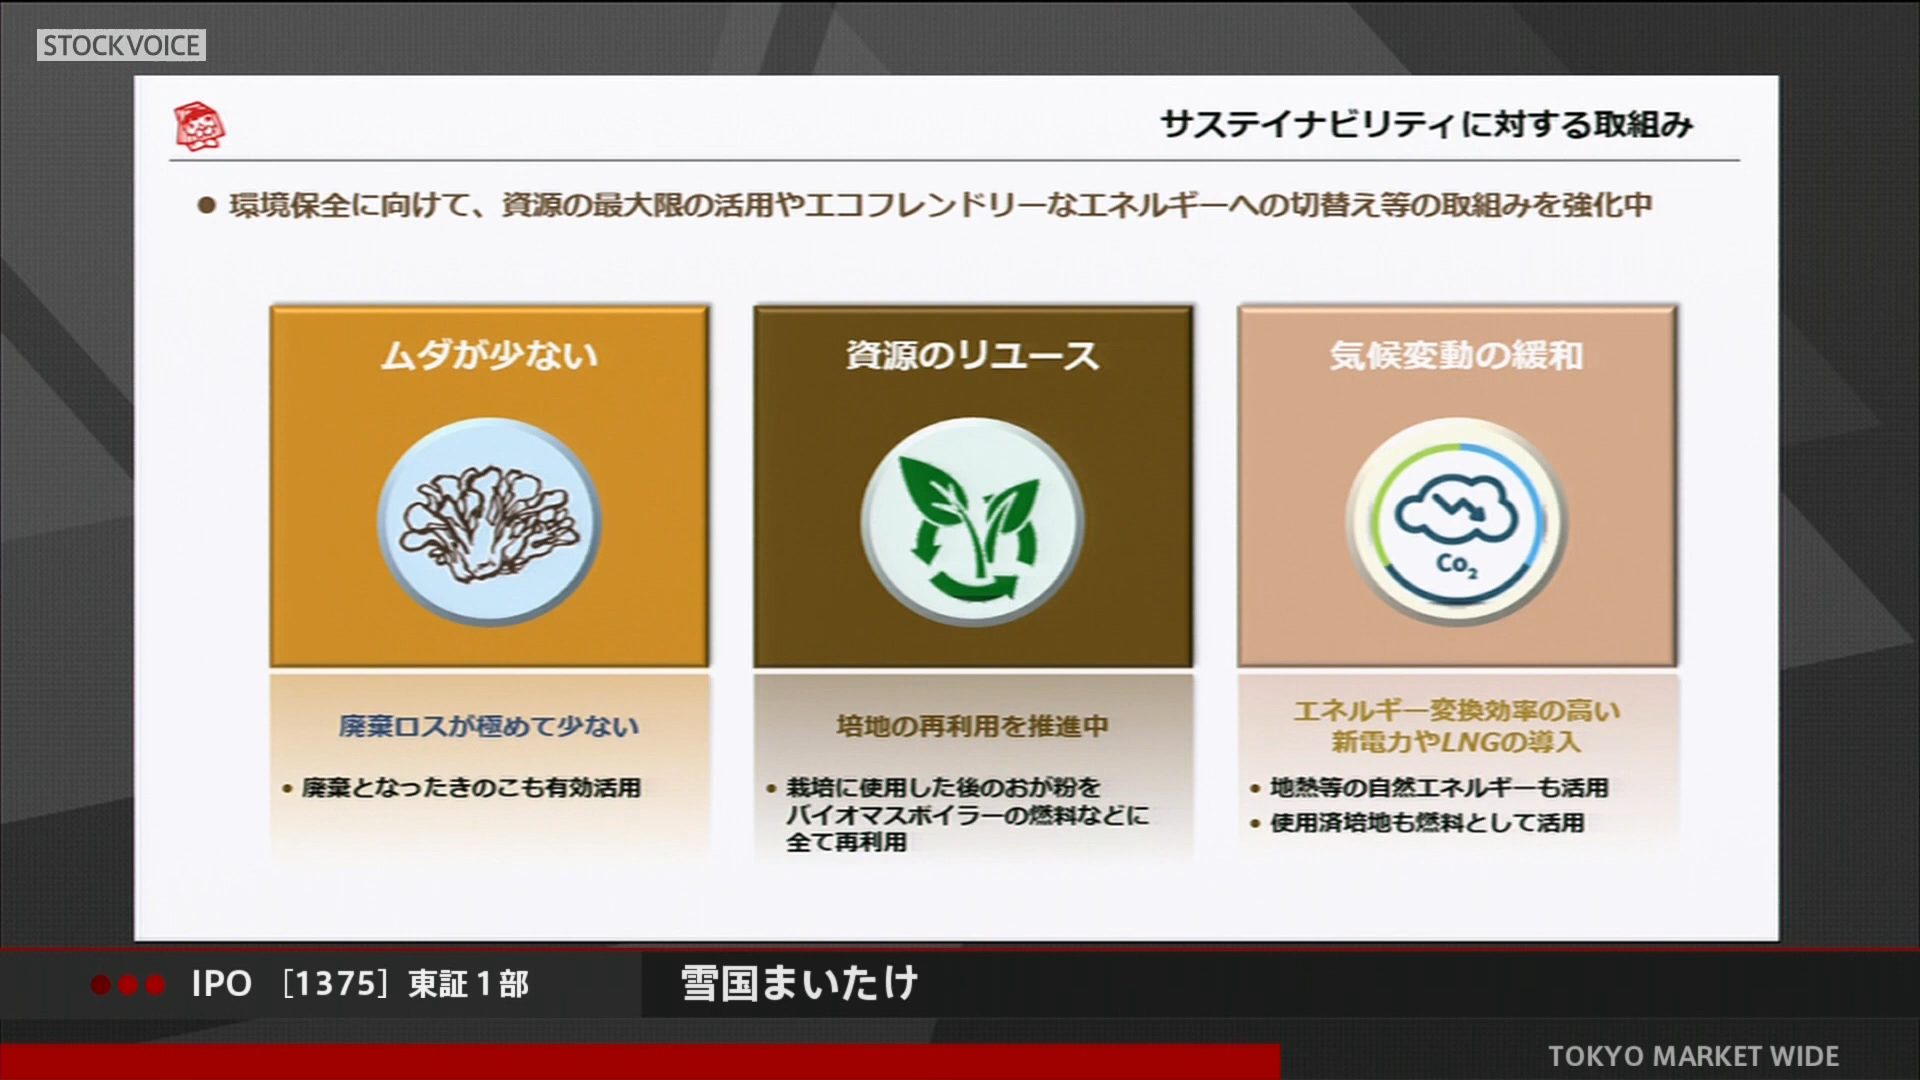 STOCKVOICE
サステイナビリティに対する取組み
● 環境保全に向けて、資源の最大限の活用やエコフレンドリーなエネルギーへの切替え等の取組みを強化中
ムダが少ない
廃棄ロスが極めて少ない
• 廃棄となったきのこも有効活用
資源のリユース
培地の再利用を推進中
• 栽培に使用した後のおが粉を
バイオマスボイラーの燃料などに
全て再利用
気候変動の緩和
Co₂
エネルギー変換効率の高い
新電力やLNGの導入
• 地熱等の自然エネルギーも活用
• 使用済培地も燃料として活用
IPO [1375] 東証1部
雪国まいたけ
TOKYO MARKET WIDE